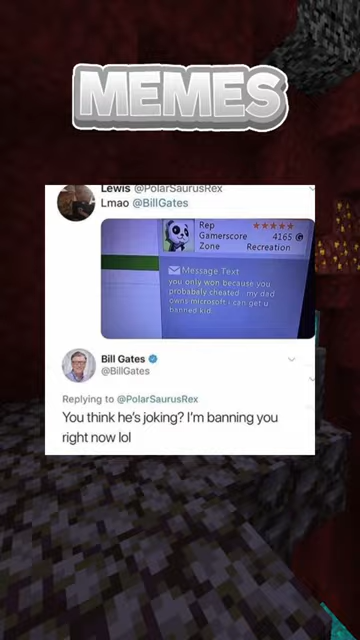 MEMES
Lewis @PolarSaurusRex
Lmao @BillGates
Rep
Gamerscore 4165 G
Zone Recreation
Message Text
you only won because you
probabely cheated. my dad
owns microsoft i can get u
banned kid.
Bill Gates
@BillGates
Replying to @PolarSaurusRex
You think he's joking? I'm banning you
right now lol